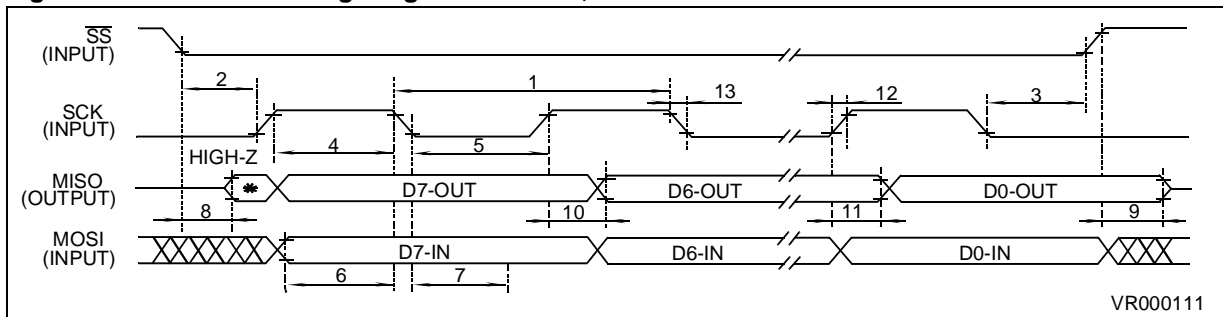 SS
(INPUT)
2
1
13
12
3
SCK
(INPUT)
4
5
HIGH-Z
MISO
(OUTPUT)
*
D7-OUT
D6-OUT
D0-OUT
8
10
11
9
MOSI
(INPUT)
D7-IN
D6-IN
D0-IN
6
7
VR000111